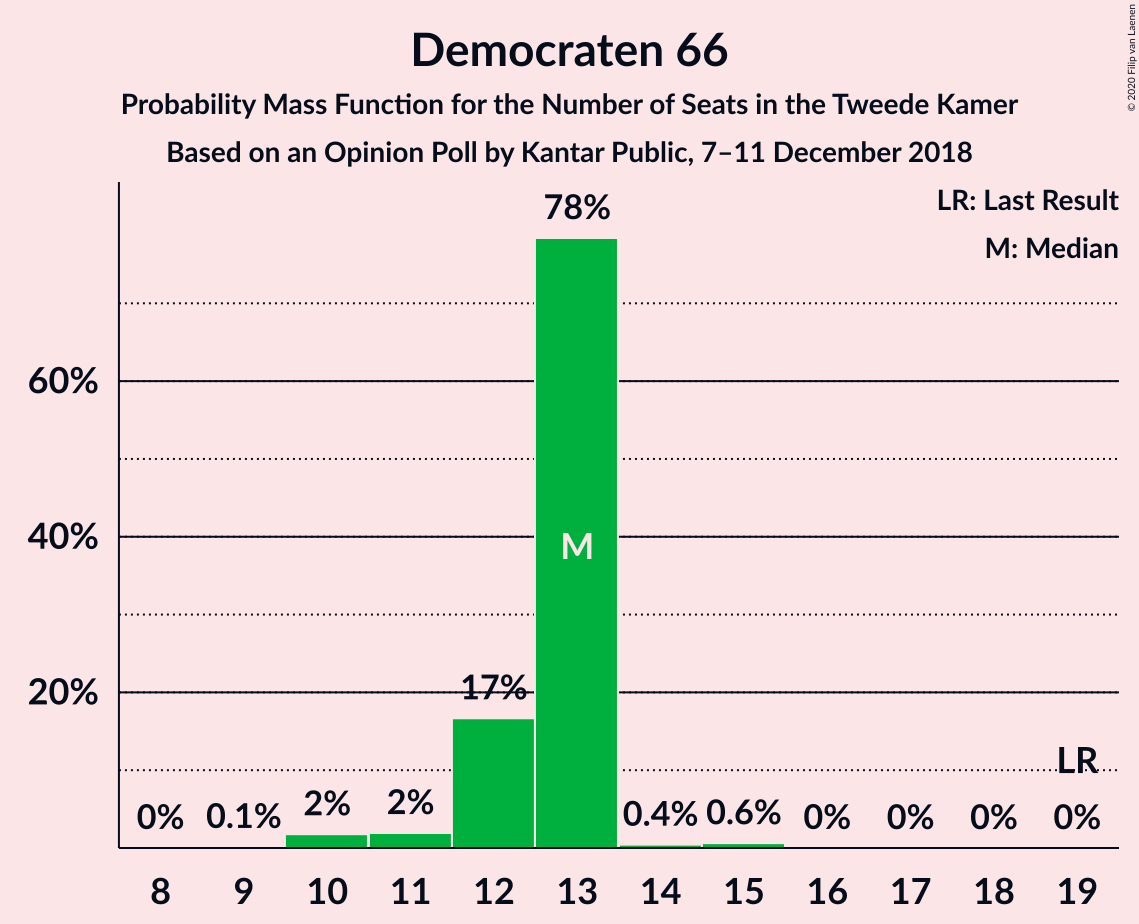 Democraten 66
Probability Mass Function for the Number of Seats in the Tweede Kamer
Based on an Opinion Poll by Kantar Public, 7–11 December 2018
© 2020 Filip van Laenen
LR: Last Result
M: Median
78%
60%
40%
M
20%
17%
LR
0%
0.1%
2%
2%
0.4%
0.6%
0%
0%
0%
0%
8 9 10 11 12 13 14 15 16 17 18 19